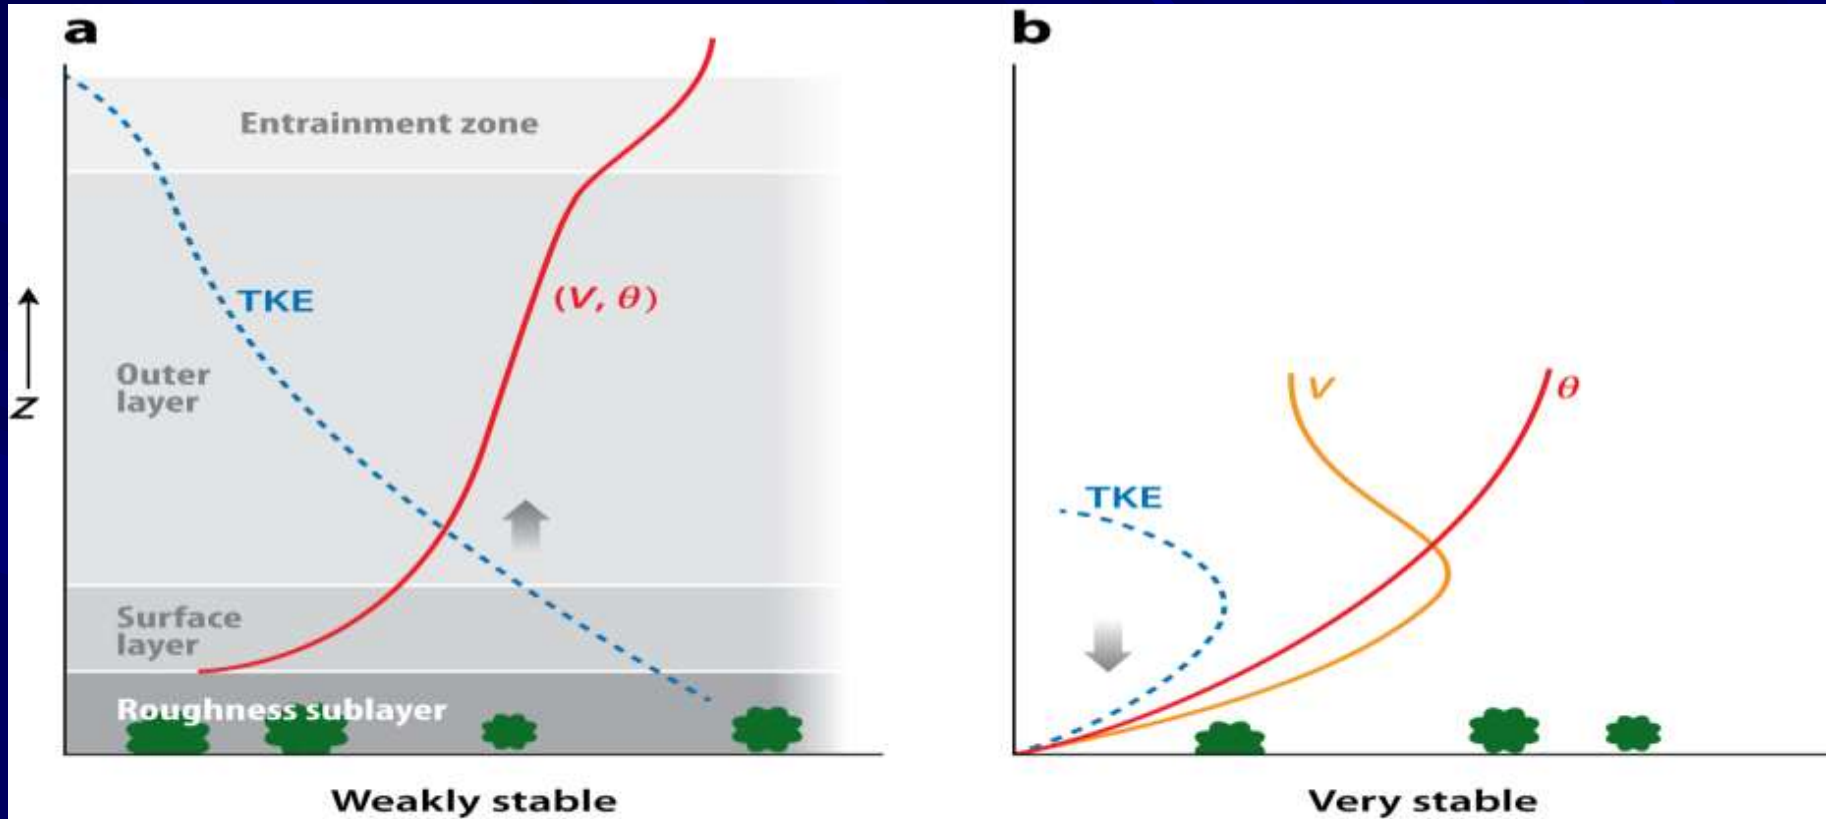 a
Entrainment zone
TKE
(V, θ)
Outer
layer
Surface
layer
Roughness sublayer
Z
Weakly stable
b
V
θ
TKE
Very stable